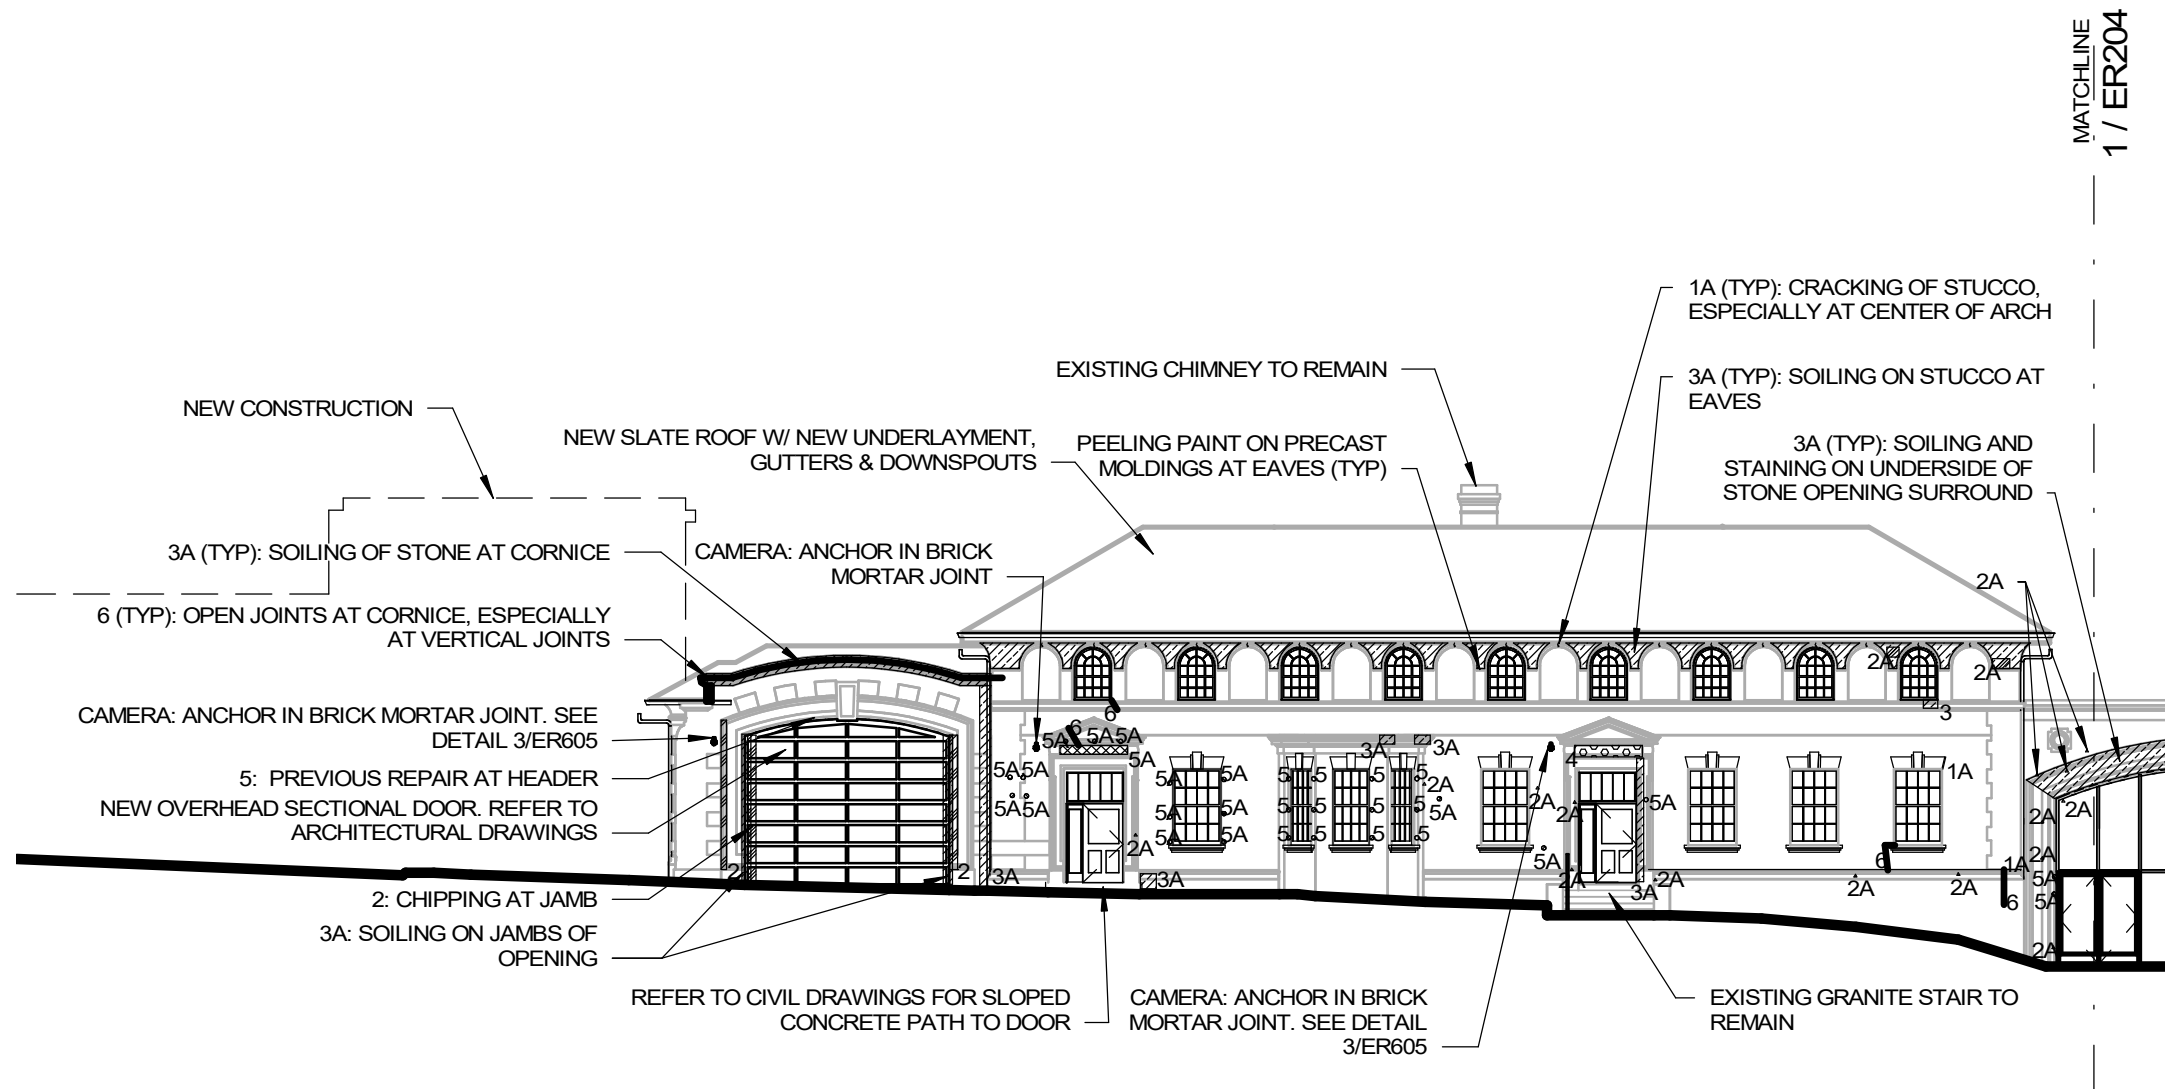 MATCHLINE
1 / ER204
1A (TYP): CRACKING OF STUCCO,
ESPECIALLY AT CENTER OF ARCH
EXISTING CHIMNEY TO REMAIN
3A (TYP): SOILING ON STUCCO AT
EAVES
NEW CONSTRUCTION
NEW SLATE ROOF W/ NEW UNDERLAYMENT,
GUTTERS & DOWNSPOUTS
PEELING PAINT ON PRECAST
MOLDINGS AT EAVES (TYP)
3A (TYP): SOILING AND
STAINING ON UNDERSIDE OF
STONE OPENING SURROUND
3A (TYP): SOILING OF STONE AT CORNICE
CAMERA: ANCHOR IN BRICK
MORTAR JOINT
2A
6 (TYP): OPEN JOINTS AT CORNICE, ESPECIALLY
AT VERTICAL JOINTS
2A
2A
CAMERA: ANCHOR IN BRICK MORTAR JOINT. SEE
DETAIL 3/ER605
6
3
6
5A
5A
5A
5A
3A
3A
4
5: PREVIOUS REPAIR AT HEADER
5A
5A
5A
5A
5
5
5
5
2A
1A
NEW OVERHEAD SECTIONAL DOOR. REFER TO
ARCHITECTURAL DRAWINGS
5A
5A
5A
5A
5
5
5
5
5A
2A
2A
5A
2A
2A
2A
5A
5A
5
5
5
5
5A
6
2A
2
2
3A
3A
2A
3A
2A
2A
2A
1A
5A
2: CHIPPING AT JAMB
6
5A
3A: SOILING ON JAMBS OF
OPENING
2A
REFER TO CIVIL DRAWINGS FOR SLOPED
CONCRETE PATH TO DOOR
CAMERA: ANCHOR IN BRICK
MORTAR JOINT. SEE DETAIL
3/ER605
EXISTING GRANITE STAIR TO
REMAIN